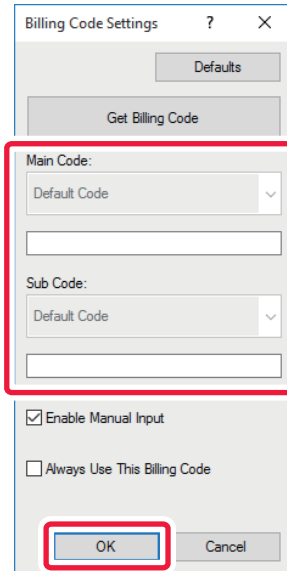 Billing Code Settings ? ×
Defaults
Get Billing Code
Main Code:
Default Code
Sub Code:
Default Code
Enable Manual Input
Always Use This Billing Code
OK Cancel